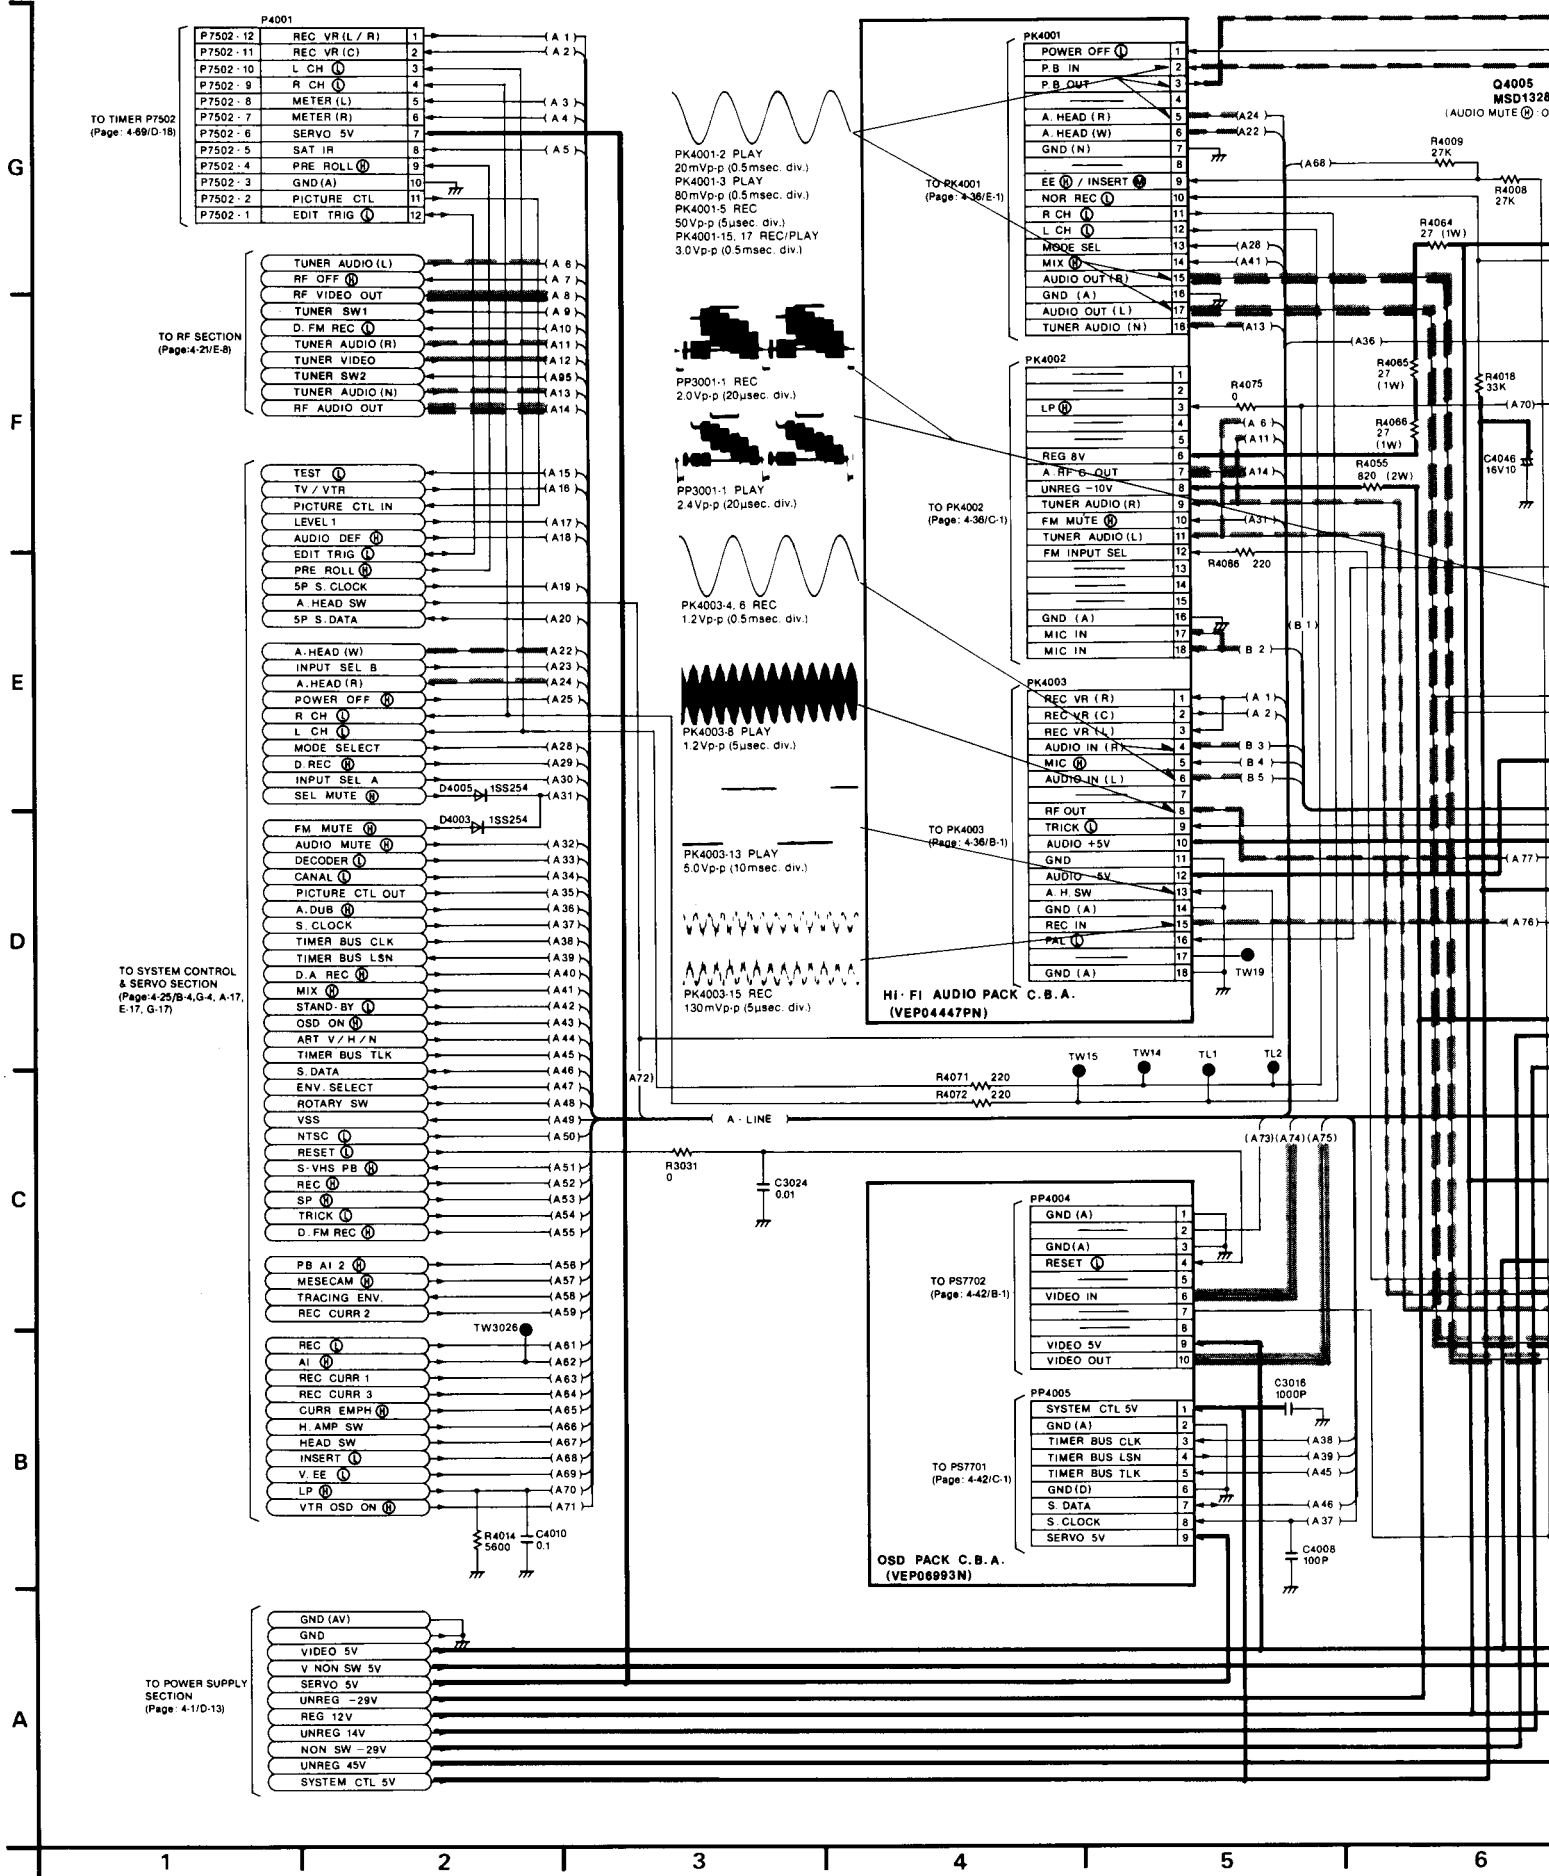 P4001
P7502 - 12 REC VR (L / R) 1 (A 1)
P7502 - 11 REC VR (C) 2 (A 2)
P7502 - 10 L CH Ⓛ 3
P7502 - 9 R CH Ⓛ 4
P7502 - 8 METER (L) 5 (A 3)
P7502 - 7 METER (R) 6 (A 4)
P7502 - 6 SERVO 5V 7
P7502 - 5 SAT IR 8 (A 5)
P7502 - 4 PRE ROLL Ⓗ 9
P7502 - 3 GND (A) 10
P7502 - 2 PICTURE CTL 11
P7502 - 1 EDIT TRIG Ⓛ 12
TO TIMER P7502
(Page: 4-69/D-18)
TUNER AUDIO (L) (A 6)
RF OFF Ⓗ (A 7)
RF VIDEO OUT (A 8)
TUNER SW1 (A 9)
D. FM REC Ⓛ (A10)
TUNER AUDIO (R) (A11)
TUNER VIDEO (A12)
TUNER SW2 (A95)
TUNER AUDIO (N) (A13)
RF AUDIO OUT (A14)
TO RF SECTION
(Page:4-21/E-8)
TEST Ⓛ (A15)
TV / VTR (A16)
PICTURE CTL IN
LEVEL 1 (A17)
AUDIO DEF Ⓗ (A18)
EDIT TRIG Ⓛ
PRE ROLL Ⓗ
5P S. CLOCK (A19)
A. HEAD SW
5P S. DATA (A20)
A. HEAD (W) (A22)
INPUT SEL B (A23)
A. HEAD (R) (A24)
POWER OFF Ⓗ (A25)
R CH Ⓛ
L CH Ⓛ
MODE SELECT (A28)
D. REC Ⓗ (A29)
INPUT SEL A (A30)
SEL MUTE Ⓗ D4005 1SS254 (A31)
FM MUTE Ⓗ D4003 1SS254
AUDIO MUTE Ⓗ (A32)
DECODER Ⓛ (A33)
CANAL Ⓛ (A34)
PICTURE CTL OUT (A35)
A. DUB Ⓗ (A36)
S. CLOCK (A37)
TIMER BUS CLK (A38)
TIMER BUS LSN (A39)
D.A REC Ⓗ (A40)
MIX Ⓗ (A41)
STAND-BY Ⓛ (A42)
OSD ON Ⓗ (A43)
ART V / H / N (A44)
TIMER BUS TLK (A45)
S. DATA (A46)
ENV. SELECT (A47)
ROTARY SW (A48)
VSS (A49)
NTSC Ⓛ (A50)
RESET Ⓛ
S-VHS PB Ⓗ (A51)
REC Ⓗ (A52)
SP Ⓗ (A53)
TRICK Ⓛ (A54)
D. FM REC Ⓗ (A55)
TO SYSTEM CONTROL
& SERVO SECTION
(Page:4-25/B-4,G-4, A-17,
E-17, G-17)
PB AI 2 Ⓗ (A56)
MESECAM Ⓗ (A57)
TRACING ENV. (A58)
REC CURR 2 (A59)
TW3026
REC Ⓛ (A61)
AI Ⓗ (A62)
REC CURR 1 (A63)
REC CURR 3 (A64)
CURR EMPH Ⓗ (A65)
H. AMP SW (A66)
HEAD SW (A67)
INSERT Ⓛ (A68)
V. EE Ⓛ (A69)
LP Ⓗ (A70)
VTR OSD ON Ⓗ (A71)
R4014
5600
C4010
0.1
GND (AV)
GND
VIDEO 5V
V NON SW 5V
SERVO 5V
UNREG -29V
REG 12V
UNREG 14V
NON SW -29V
UNREG 45V
SYSTEM CTL 5V
TO POWER SUPPLY
SECTION
(Page: 4-1/D-13)
PK4001-2 PLAY
20mVp-p (0.5msec. div.)
PK4001-3 PLAY
80mVp-p (0.5msec. div.)
PK4001-5 REC
50Vp-p (5µsec. div.)
PK4001-15, 17 REC/PLAY
3.0Vp-p (0.5msec. div.)
PP3001-1 REC
2.0Vp-p (20µsec. div.)
PP3001-1 PLAY
2.4Vp-p (20µsec. div.)
PK4003-4, 6 REC
1.2Vp-p (0.5msec. div.)
PK4003-8 PLAY
1.2Vp-p (5µsec. div.)
PK4003-13 PLAY
5.0Vp-p (10msec. div.)
PK4003-15 REC
130mVp-p (5µsec. div.)
(A72)
A - LINE
R3031
0
C3024
0.01
R4071 220
R4072 220
TW15
TW14
TL1
TL2
PK4001
POWER OFF Ⓛ 1
P.B IN 2
P.B OUT 3
4
A. HEAD (R) 5 (A24)
A. HEAD (W) 6 (A22)
GND (N) 7
8
EE Ⓗ / INSERT Ⓜ 9
NOR REC Ⓛ 10
R CH Ⓛ 11
L CH Ⓛ 12
MODE SEL 13 (A28)
MIX Ⓗ 14 (A41)
AUDIO OUT (R) 15
GND (A) 16
AUDIO OUT (L) 17
TUNER AUDIO (N) 18 (A13)
TO PK4001
(Page: 4-36/E-1)
PK4002
1
2
LP Ⓗ 3
4 (A 6)
5 (A11)
REG 8V 6
A. RF G OUT 7 (A14)
UNREG -10V 8
TUNER AUDIO (R) 9
FM MUTE Ⓗ 10 (A31)
TUNER AUDIO (L) 11
FM INPUT SEL 12
13
14
15
GND (A) 16
MIC IN 17
MIC IN 18 (B 2)
TO PK4002
(Page: 4-36/C-1)
PK4003
REC VR (R) 1 (A 1)
REC VR (C) 2 (A 2)
REC VR (L) 3
AUDIO IN (R) 4 (B 3)
MIC Ⓗ 5 (B 4)
AUDIO IN (L) 6 (B 5)
7
RF OUT 8
TRICK Ⓛ 9
AUDIO +5V 10
GND 11
AUDIO -5V 12
A. H. SW 13
GND (A) 14
REC IN 15
PAL Ⓛ 16
17
GND (A) 18
TO PK4003
(Page: 4-36/B-1)
TW19
Hi-Fi AUDIO PACK C.B.A.
(VEP04447PN)
Q4005
MSD1328
(AUDIO MUTE Ⓗ : O
R4009
27K
(A68)
R4008
27K
R4064
27 (1W)
(A36)
R4065
27
(1W)
R4018
33K
R4075
0
(A70)
R4066
27
(1W)
R4055
820 (2W)
C4046
16V10
R4086 220
(B 1)
(A77)
(A76)
(A73)(A74)(A75)
PP4004
GND (A) 1
2
GND (A) 3
RESET Ⓛ 4
5
VIDEO IN 6
7
8
VIDEO 5V 9
VIDEO OUT 10
TO PS7702
(Page: 4-42/B-1)
PP4005
SYSTEM CTL 5V 1
GND (A) 2
TIMER BUS CLK 3 (A38)
TIMER BUS LSN 4 (A39)
TIMER BUS TLK 5 (A45)
GND (D) 6
S. DATA 7 (A46)
S. CLOCK 8 (A37)
SERVO 5V 9
TO PS7701
(Page: 4-42/C-1)
C3016
1000P
C4008
100P
OSD PACK C.B.A.
(VEP06993N)
G
F
E
D
C
B
A
1 2 3 4 5 6